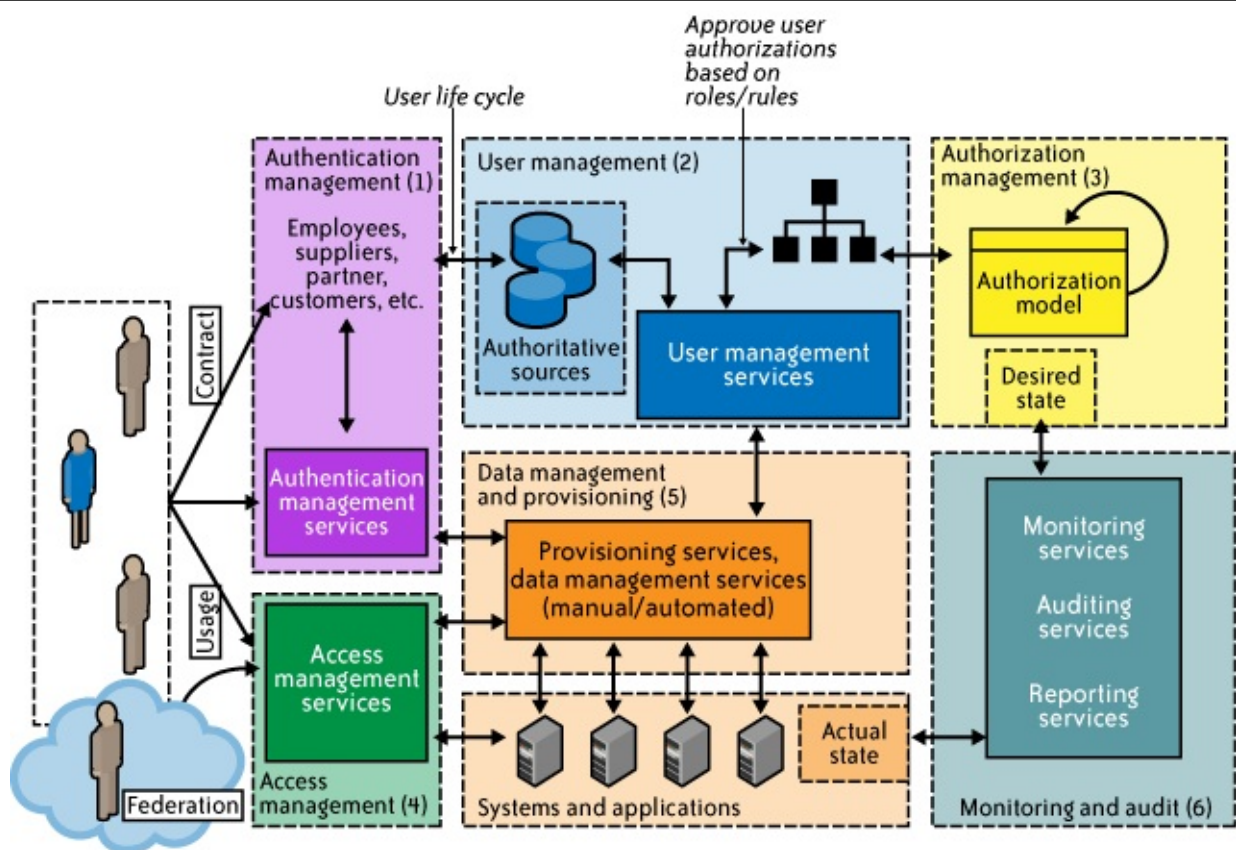 Approve user
authorizations
based on
roles/rules
User life cycle
Authentication
management (1)
Employees,
suppliers,
partner,
customers, etc.
Contract
Authentication
management
services
Usage
Federation
User management (2)
Authoritative
sources
User management
services
Authorization
management (3)
Authorization
model
Desired
state
Data management
and provisioning (5)
Provisioning services,
data management services
(manual/automated)
Access
management
services
Access
management (4)
Actual
state
Systems and applications
Monitoring
services
Auditing
services
Reporting
services
Monitoring and audit (6)